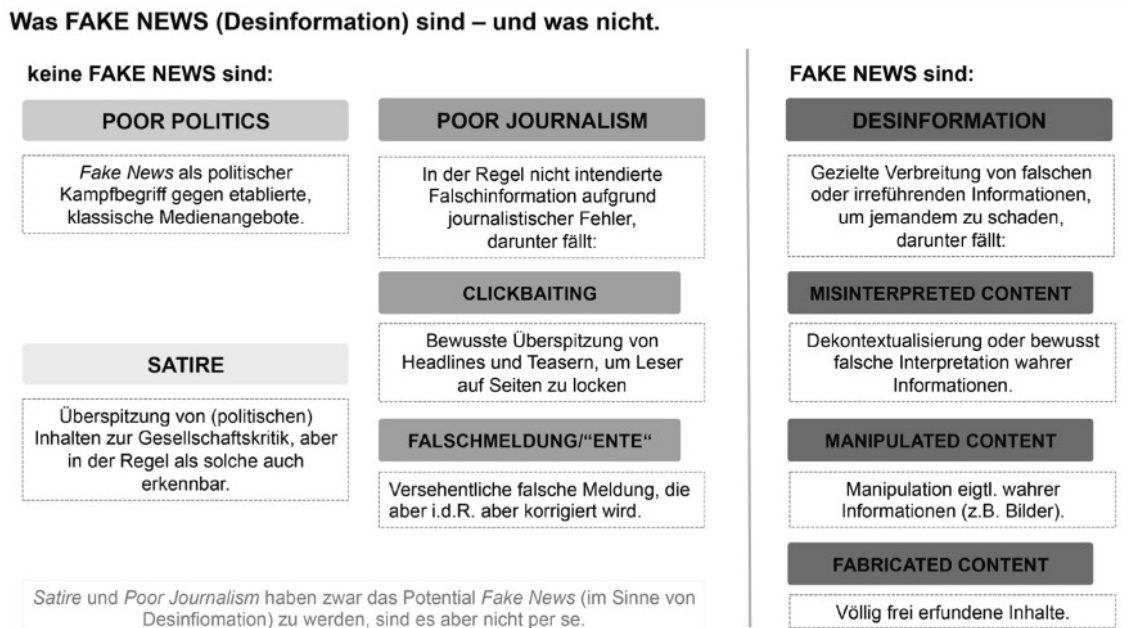 Was FAKE NEWS (Desinformation) sind – und was nicht.
keine FAKE NEWS sind:
POOR POLITICS
Fake News als politischer
Kampfbegriff gegen etablierte,
klassische Medienangebote.
SATIRE
Überspitzung von (politischen)
Inhalten zur Gesellschaftskritik, aber
in der Regel als solche auch
erkennbar.
POOR JOURNALISM
In der Regel nicht intendierte
Falschinformation aufgrund
journalistischer Fehler,
darunter fällt:
CLICKBAITING
Bewusste Überspitzung von
Headlines und Teasern, um Leser
auf Seiten zu locken
FALSCHMELDUNG/“ENTE“
Versehentliche falsche Meldung, die
aber i.d.R. aber korrigiert wird.
Satire und Poor Journalism haben zwar das Potential Fake News (im Sinne von
Desinfiomation) zu werden, sind es aber nicht per se.
FAKE NEWS sind:
DESINFORMATION
Gezielte Verbreitung von falschen
oder irreführenden Informationen,
um jemandem zu schaden,
darunter fällt:
MISINTERPRETED CONTENT
Dekontextualisierung oder bewusst
falsche Interpretation wahrer
Informationen.
MANIPULATED CONTENT
Manipulation eigtl. wahrer
Informationen (z.B. Bilder).
FABRICATED CONTENT
Völlig frei erfundene Inhalte.